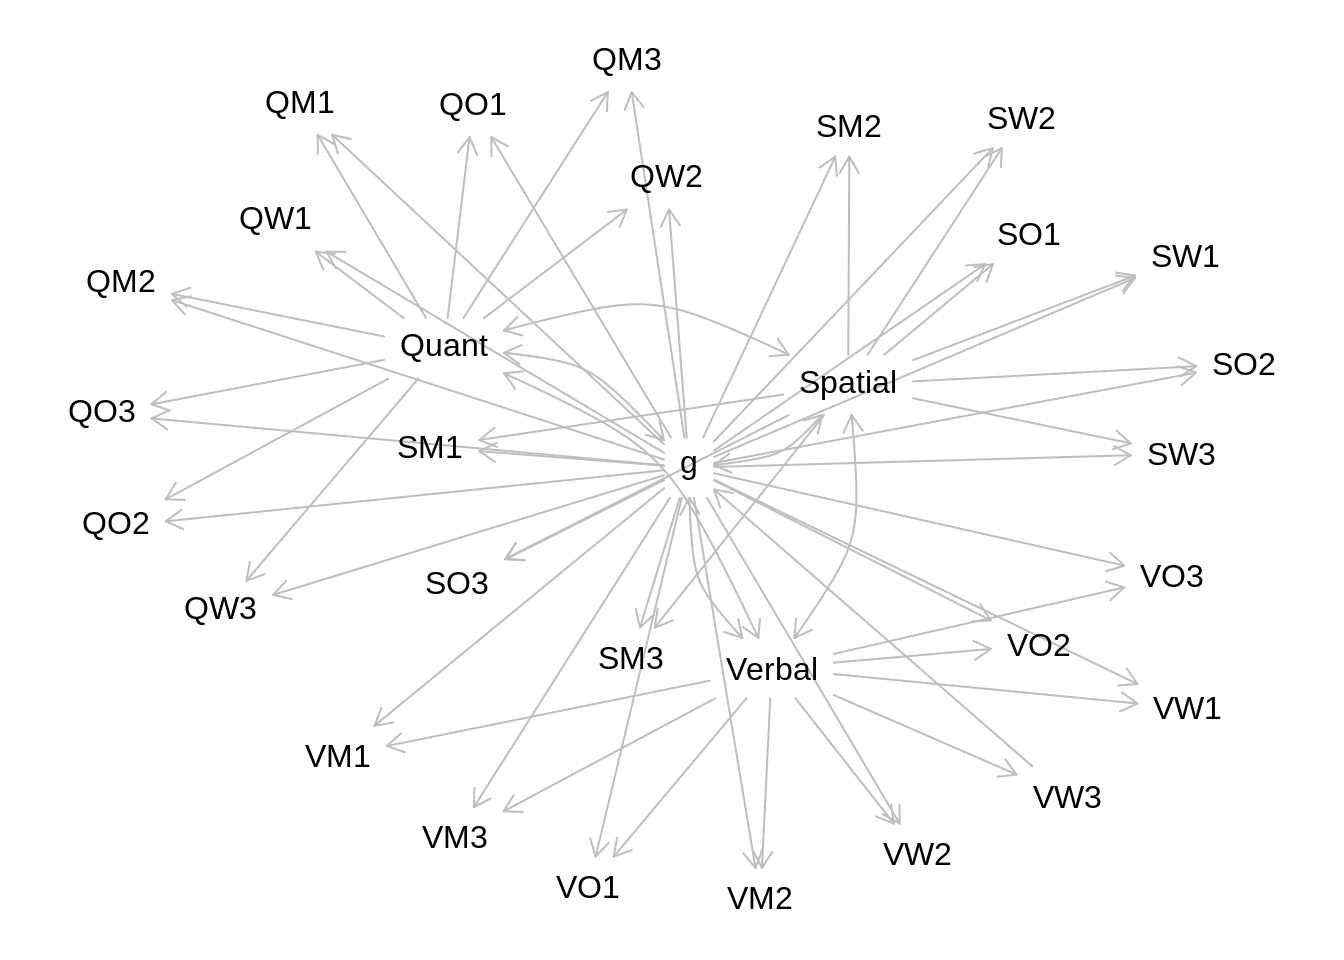 QM3
QM1
QO1
SM2
SW2
QW2
QW1
SO1
SW1
QM2
Quant
SO2
Spatial
QO3
SM1
SW3
g
QO2
VO3
SO3
QW3
VO2
SM3
Verbal
VW1
VM1
VW3
VM3
VW2
VO1
VM2